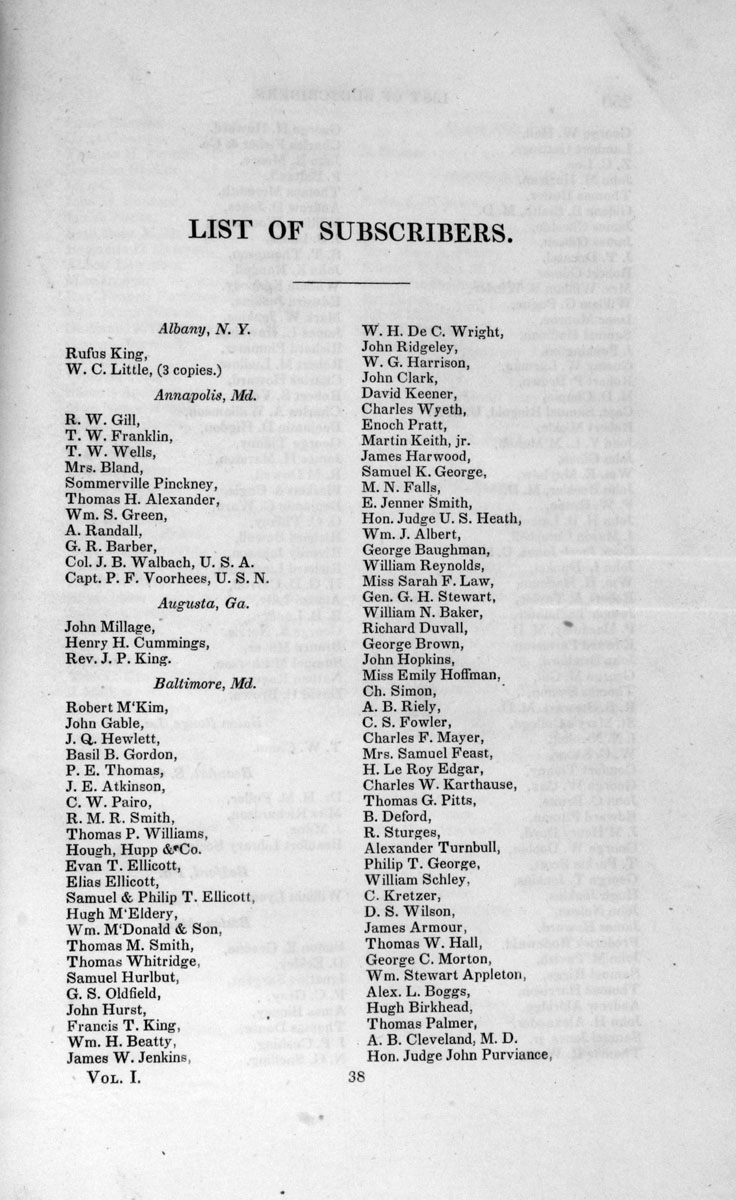 LIST OF SUBSCRIBERS.
Albany, N. Y.
Rufus King,
W. C. Little, (3 copies.)
Annapolis, Md.
R. W. Gill,
T. W. Franklin,
T. W. Wells,
Mrs. Bland,
Sommerville Pinckney,
Thomas H. Alexander,
Wm. S. Green,
A. Randall,
G. R. Barber,
Col. J. B. Walbach, U. S. A.
Capt. P. F. Voorhees, U. S. N.
Augusta, Ga.
John Millage,
Henry H. Cummings,
Rev. J. P. King.
Baltimore, Md.
Robert M'Kim,
John Gable,
J. Q. Hewlett,
Basil B. Gordon,
P. E. Thomas,
J. E. Atkinson,
C. W. Pairo,
R. M. R. Smith,
Thomas P. Williams,
Hough, Hupp & Co.
Evan T. Ellicott,
Elias Ellicott,
Samuel & Philip T. Ellicott,
Hugh M'Eldery,
Wm. M'Donald & Son,
Thomas M. Smith,
Thomas Whitridge,
Samuel Hurlbut,
G. S. Oldfield,
John Hurst,
Francis T. King,
Wm. H. Beatty,
James W. Jenkins,
W. H. De C. Wright,
John Ridgeley,
W. G. Harrison,
John Clark,
David Keener,
Charles Wyeth,
Enoch Pratt,
Martin Keith, jr.
James Harwood,
Samuel K. George,
M. N. Falls,
E. Jenner Smith,
Hon. Judge U. S. Heath,
Wm. J. Albert,
George Baughman,
William Reynolds,
Miss Sarah F. Law,
Gen. G. H. Stewart,
William N. Baker,
Richard Duvall,
George Brown,
John Hopkins,
Miss Emily Hoffman,
Ch. Simon,
A. B. Riely,
C. S. Fowler,
Charles F. Mayer,
Mrs. Samuel Feast,
H. Le Roy Edgar,
Charles W. Karthause,
Thomas G. Pitts,
B. Deford,
R. Sturges,
Alexander Turnbull,
Philip T. George,
William Schley,
C. Kretzer,
D. S. Wilson,
James Armour,
Thomas W. Hall,
George C. Morton,
Wm. Stewart Appleton,
Alex. L. Boggs,
Hugh Birkhead,
Thomas Palmer,
A. B. Cleveland, M. D.
Hon. Judge John Purviance,
VOL. I.
38